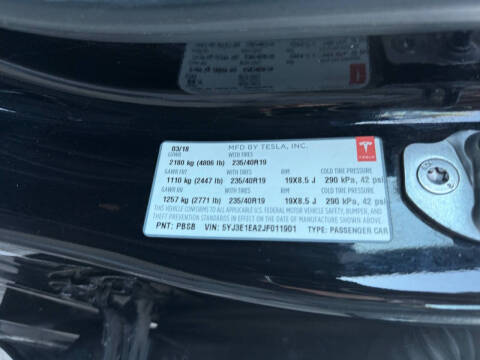 03/18 MFD BY TESLA, INC.
GVWR WITH TIRES
2180 kg (4806 lb) 235/40R19
GAWR FRT WITH TIRES RIM COLD TIRE PRESSURE
1110 kg (2447 lb) 235/40R19 19X8.5 J 290 kPa, 42 psi
GAWR RR WITH TIRES RIM COLD TIRE PRESSURE
1257 kg (2771 lb) 235/40R19 19X8.5 J 290 kPa, 42 psi
THIS VEHICLE CONFORMS TO ALL APPLICABLE U.S. FEDERAL MOTOR VEHICLE SAFETY, BUMPER, AND
THEFT PREVENTION STANDARDS IN EFFECT ON THE DATE OF MANUFACTURE SHOWN ABOVE.
PNT: PBSB VIN: 5YJ3E1EA2JF011901 TYPE: PASSENGER CAR
TESLA